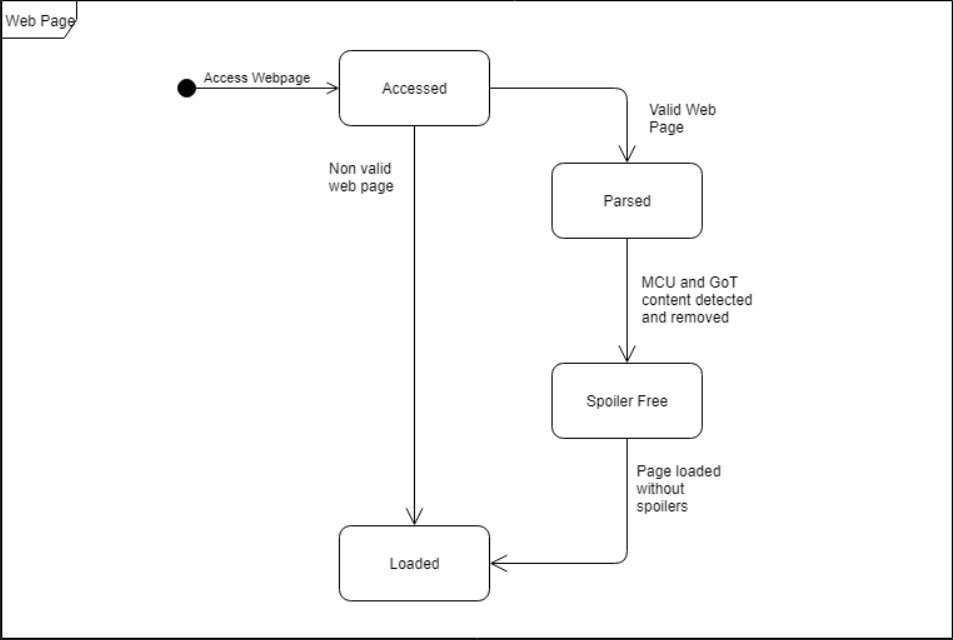 Web Page
Access Webpage
Accessed
Valid Web
Page
Non valid
web page
Parsed
MCU and GoT
content detected
and removed
Spoiler Free
Page loaded
without
spoilers
Loaded